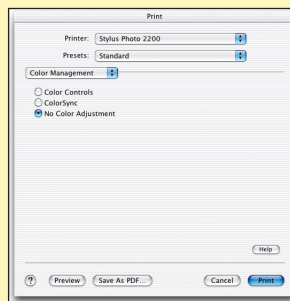 Print
Printer: Stylus Photo 2200
Presets: Standard
Color Management
Color Controls
ColorSync
No Color Adjustment
Help
? Preview Save As PDF... Cancel Print